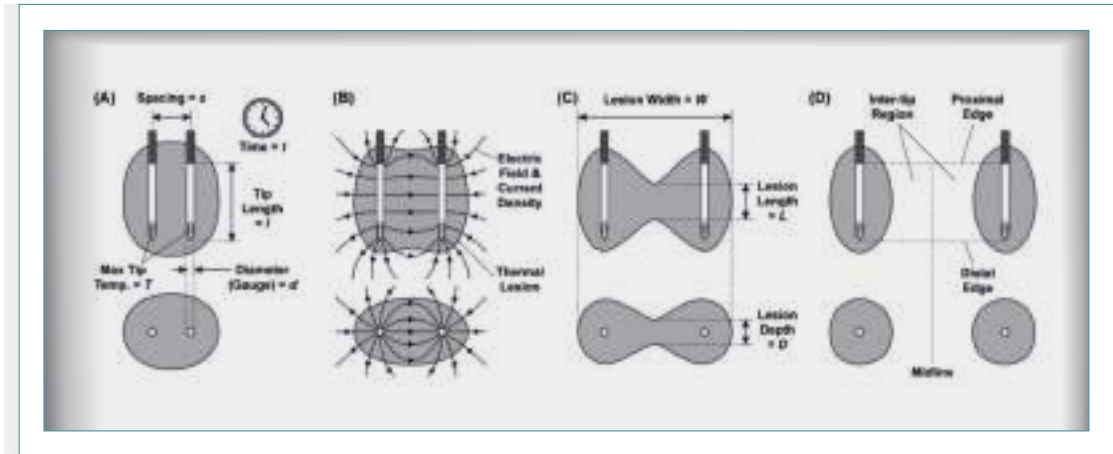 (A)
Spacing = s
Time = t
Tip
Length
= l
Max Tip
Temp. = T
Diameter
(Gauge) = d
(B)
Electric
Field &
Current
Density
Thermal
Lesion
(C)
Lesion Width = W
Lesion
Length
= L
Lesion
Depth
= D
(D)
Inter-tip
Region
Proximal
Edge
Distal
Edge
Midline